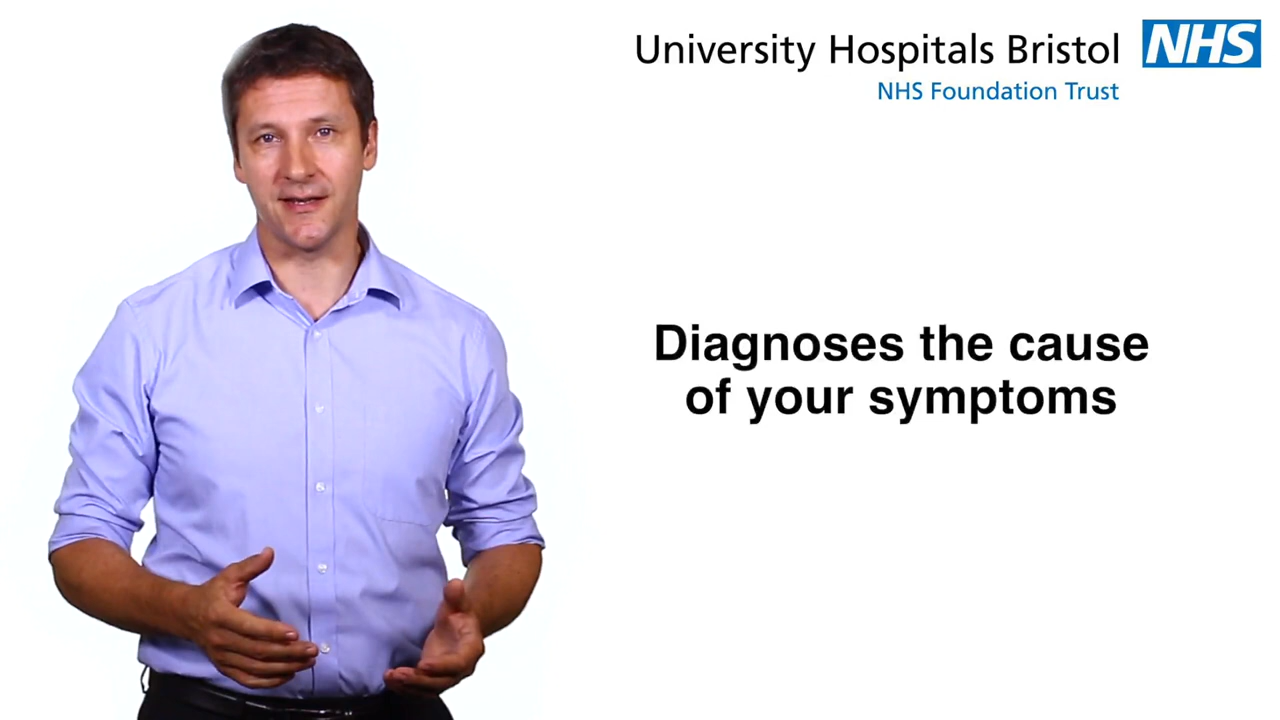 University Hospitals Bristol NHS
NHS Foundation Trust
Diagnoses the cause
of your symptoms